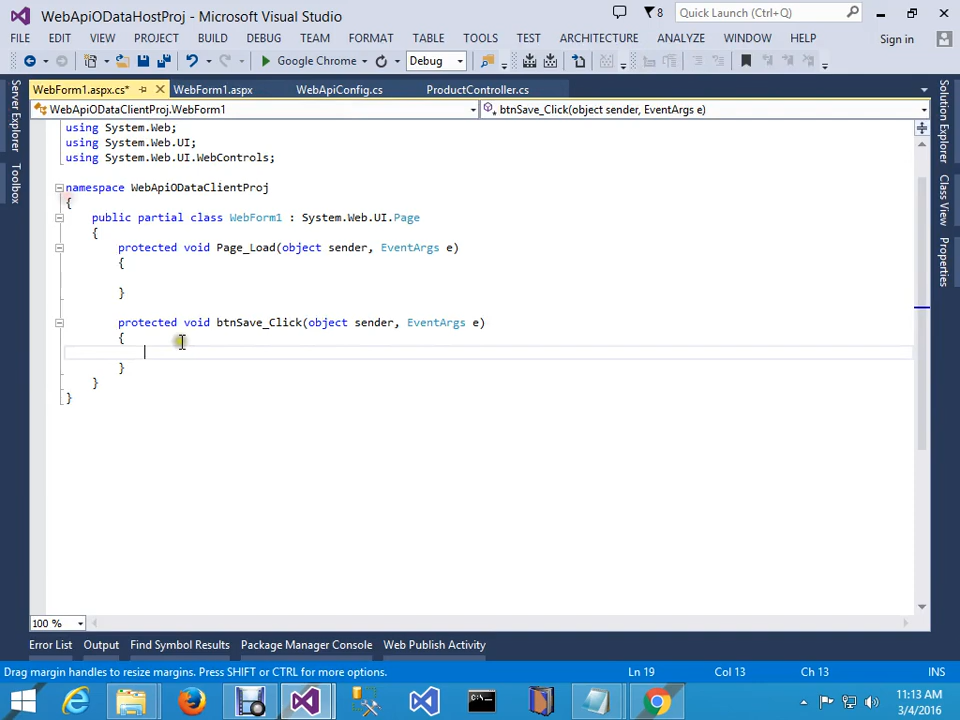 WebApiODataHostProj - Microsoft Visual Studio
8
Quick Launch (Ctrl+Q)
FILE EDIT VIEW PROJECT BUILD DEBUG TEAM FORMAT TABLE TOOLS TEST ARCHITECTURE ANALYZE WINDOW HELP Sign in
Google Chrome Debug
WebForm1.aspx.cs* WebForm1.aspx WebApiConfig.cs ProductController.cs
WebApiODataClientProj.WebForm1 btnSave_Click(object sender, EventArgs e)
Server Explorer
Toolbox
using System.Web;
using System.Web.UI;
using System.Web.UI.WebControls;
namespace WebApiODataClientProj
{
public partial class WebForm1 : System.Web.UI.Page
{
protected void Page_Load(object sender, EventArgs e)
{
}
protected void btnSave_Click(object sender, EventArgs e)
{
}
}
}
Solution Explorer
Class View
Properties
100 %
Error List Output Find Symbol Results Package Manager Console Web Publish Activity
Drag margin handles to resize margins. Press SHIFT or CTRL for more options. Ln 19 Col 13 Ch 13 INS
11:13 AM
3/4/2016